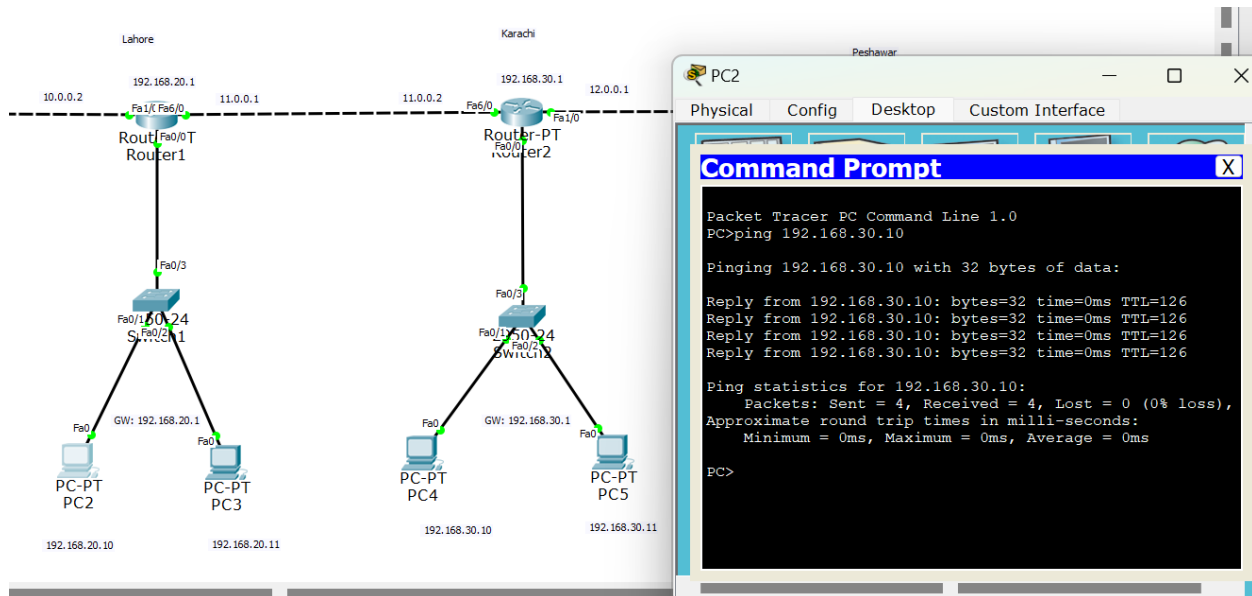 Lahore
Karachi
Peshawar
192.168.20.1
192.168.30.1
10.0.0.2
11.0.0.1
11.0.0.2
12.0.0.1
Fa1/0
Fa6/0
Fa6/0
Fa1/0
Fa0/0
Router1
Router-PT
Fa0/0
Router2
Fa0/3
Fa0/3
Fa0/1
Fa0/2
Switch1
Fa0/1
Fa0/2
Switch2
GW: 192.168.20.1
GW: 192.168.30.1
Fa0
Fa0
Fa0
Fa0
PC-PT
PC2
PC-PT
PC3
PC-PT
PC4
PC-PT
PC5
192.168.20.10
192.168.20.11
192.168.30.10
192.168.30.11
PC2
Physical Config Desktop Custom Interface
Command Prompt X
Packet Tracer PC Command Line 1.0
PC>ping 192.168.30.10
Pinging 192.168.30.10 with 32 bytes of data:
Reply from 192.168.30.10: bytes=32 time=0ms TTL=126
Reply from 192.168.30.10: bytes=32 time=0ms TTL=126
Reply from 192.168.30.10: bytes=32 time=0ms TTL=126
Reply from 192.168.30.10: bytes=32 time=0ms TTL=126
Ping statistics for 192.168.30.10:
Packets: Sent = 4, Received = 4, Lost = 0 (0% loss),
Approximate round trip times in milli-seconds:
Minimum = 0ms, Maximum = 0ms, Average = 0ms
PC>